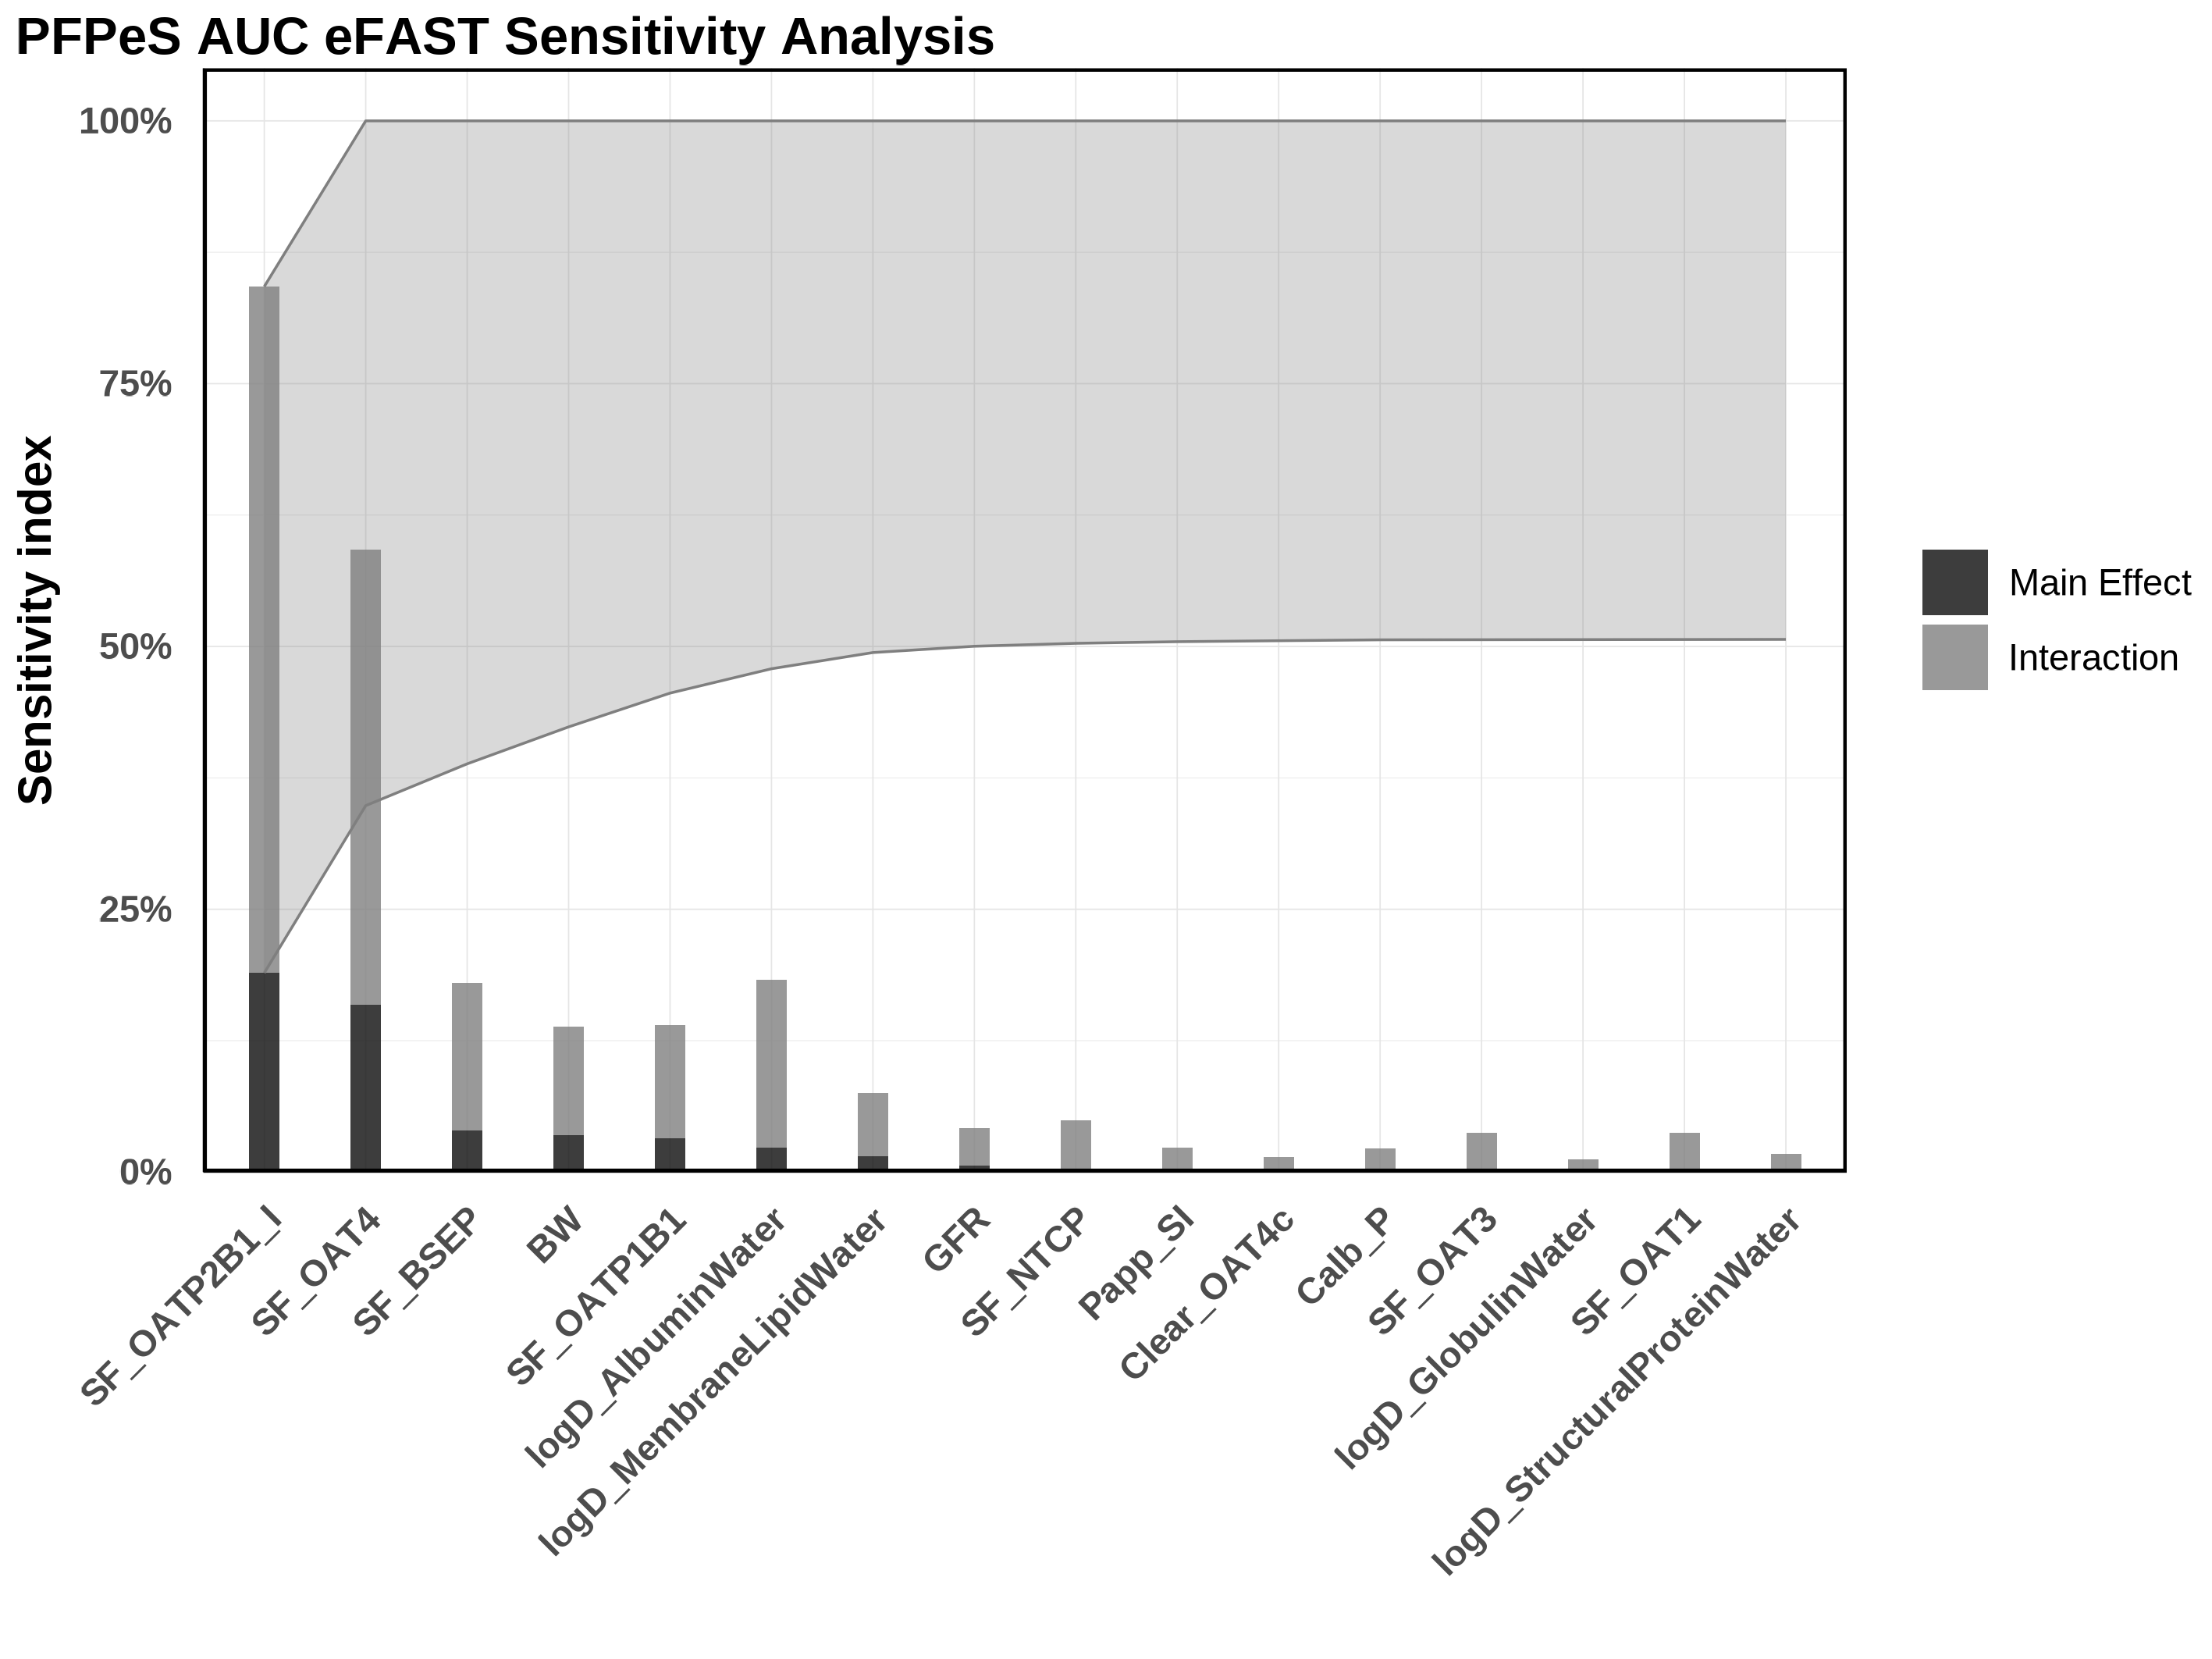 PFPeS AUC eFAST Sensitivity Analysis
Sensitivity index
100%
75%
50%
25%
0%
SF_OATP2B1_I
SF_OAT4
SF_BSEP
BW
SF_OATP1B1
logD_AlbuminWater
logD_MembraneLipidWater
GFR
SF_NTCP
Papp_SI
Clear_OAT4c
Calb_P
SF_OAT3
logD_GlobulinWater
SF_OAT1
logD_StructuralProteinWater
Main Effect
Interaction